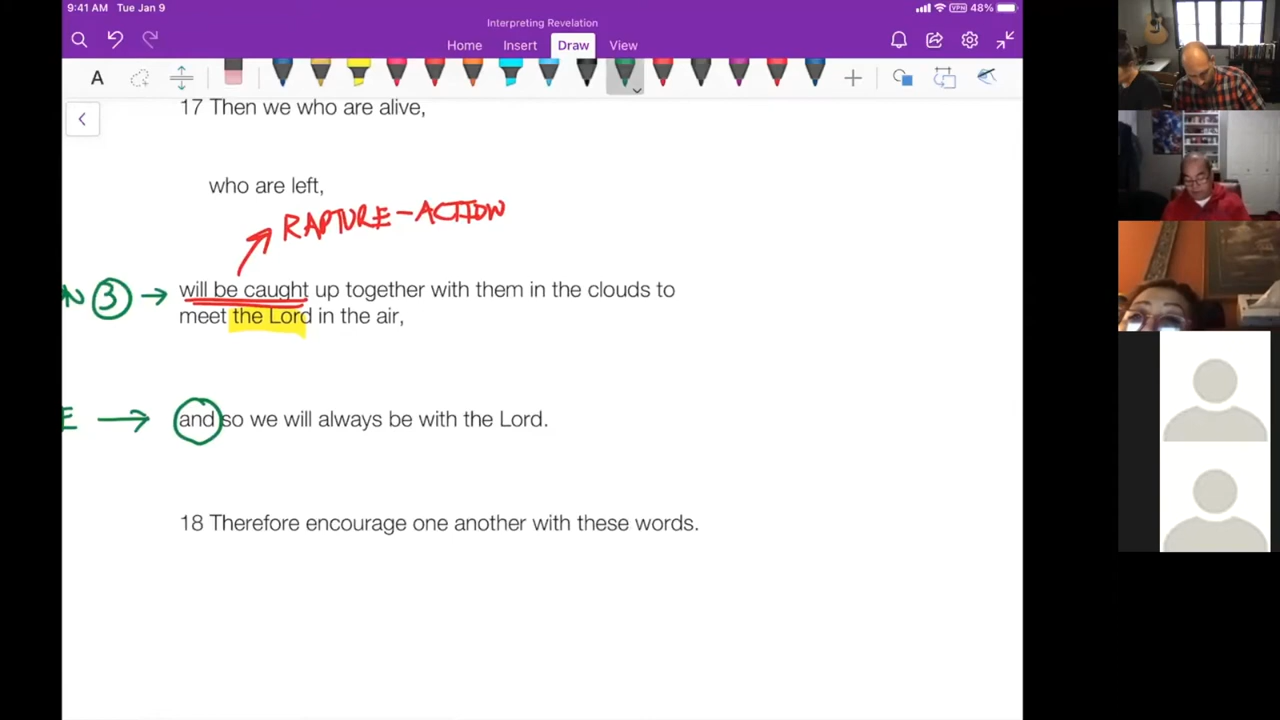 9:41 AM Tue Jan 9
VPN 48%
Interpreting Revelation
Home Insert Draw View
A
17 Then we who are alive,
who are left,
RAPTURE - ACTION
N 3 → will be caught up together with them in the clouds to
meet the Lord in the air,
E → and so we will always be with the Lord.
18 Therefore encourage one another with these words.